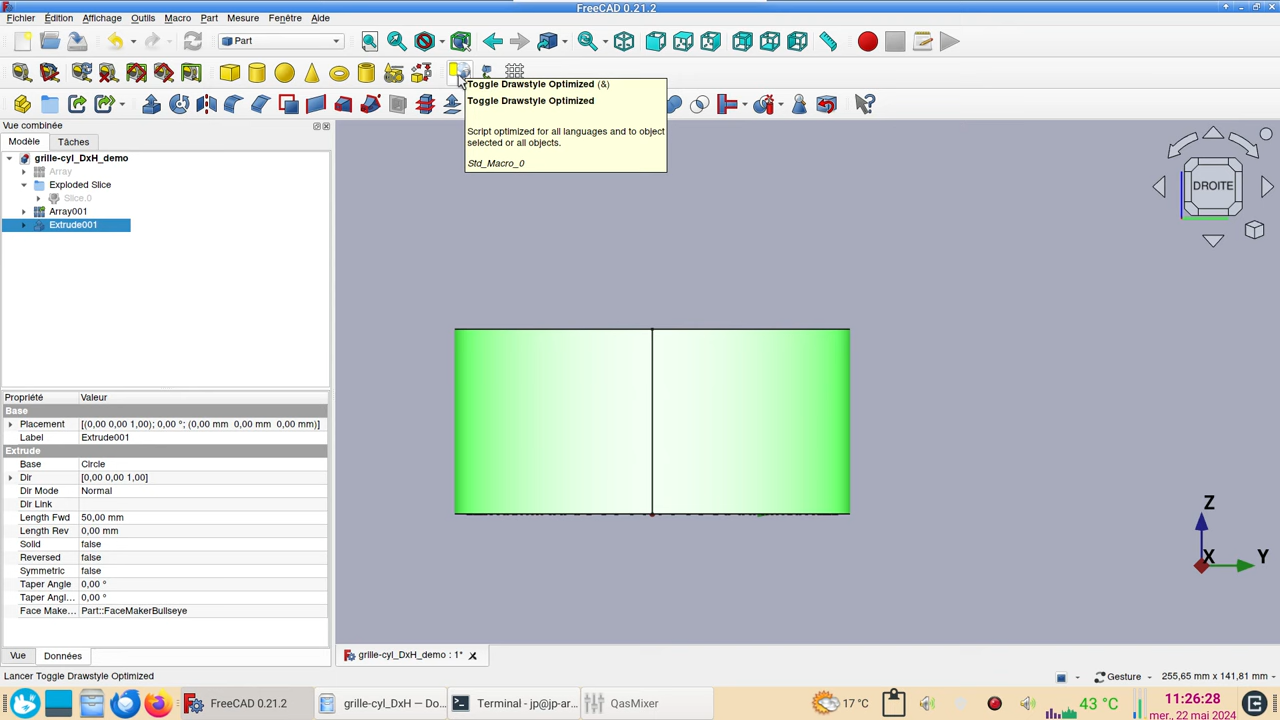 FreeCAD 0.21.2
Fichier Édition Affichage Outils Macro Part Mesure Fenêtre Aide
Part
Toggle Drawstyle Optimized (&)
Toggle Drawstyle Optimized
Script optimized for all languages and to object
selected or all objects.
Std_Macro_0
Vue combinée
Modèle Tâches
grille-cyl_DxH_demo
Array
Exploded Slice
Slice.0
Array001
Extrude001
DROITE
Propriété Valeur
Base
Placement [(0,00 0,00 1,00); 0,00 °; (0,00 mm 0,00 mm 0,00 mm)]
Label Extrude001
Extrude
Base Circle
Dir [0,00 0,00 1,00]
Dir Mode Normal
Dir Link
Length Fwd 50,00 mm
Length Rev 0,00 mm
Solid false
Reversed false
Symmetric false
Taper Angle 0,00 °
Taper Angl... 0,00 °
Face Make... Part::FaceMakerBullseye
Z
X Y
Vue Données
grille-cyl_DxH_demo : 1*
Lancer Toggle Drawstyle Optimized
Gesture 255,65 mm x 141,81 mm
FreeCAD 0.21.2
grille-cyl_DxH — Do...
Terminal - jp@jp-ar...
QasMixer
17 °C
43 °C
11:26:28
mer., 22 mai 2024